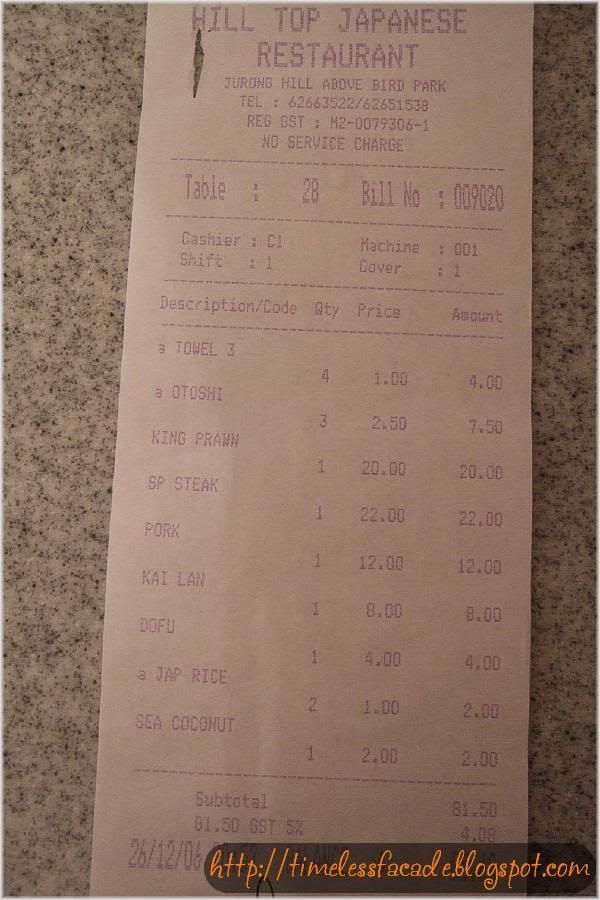 HILL TOP JAPANESE
RESTAURANT
JURONG HILL ABOVE BIRD PARK
TEL : 62663522/62651538
REG GST : M2-0079306-1
NO SERVICE CHARGE
Table : 28 Bill No : 009020
Cashier : C1 Machine : 001
Shift : 1 Cover : 1
Description/Code Qty Price Amount
a TOWEL 3
4 1.00 4.00
a OTOSHI
3 2.50 7.50
KING PRAWN
1 20.00 20.00
SP STEAK
1 22.00 22.00
PORK
1 12.00 12.00
KAI LAN
1 8.00 8.00
DOFU
1 4.00 4.00
a JAP RICE
2 1.00 2.00
SEA COCONUT
1 2.00 2.00
Subtotal 81.50
81.50 GST 5% 4.08
26/12/06
http://timelessfacade.blogspot.com